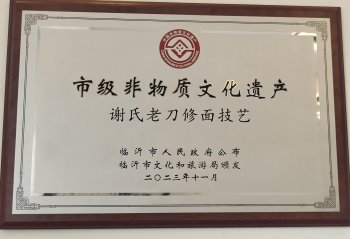 市级非物质文化遗产
谢氏老刀修面技艺
临沂市人民政府公布
临沂市文化和旅游局颁发
二〇二三年十一月